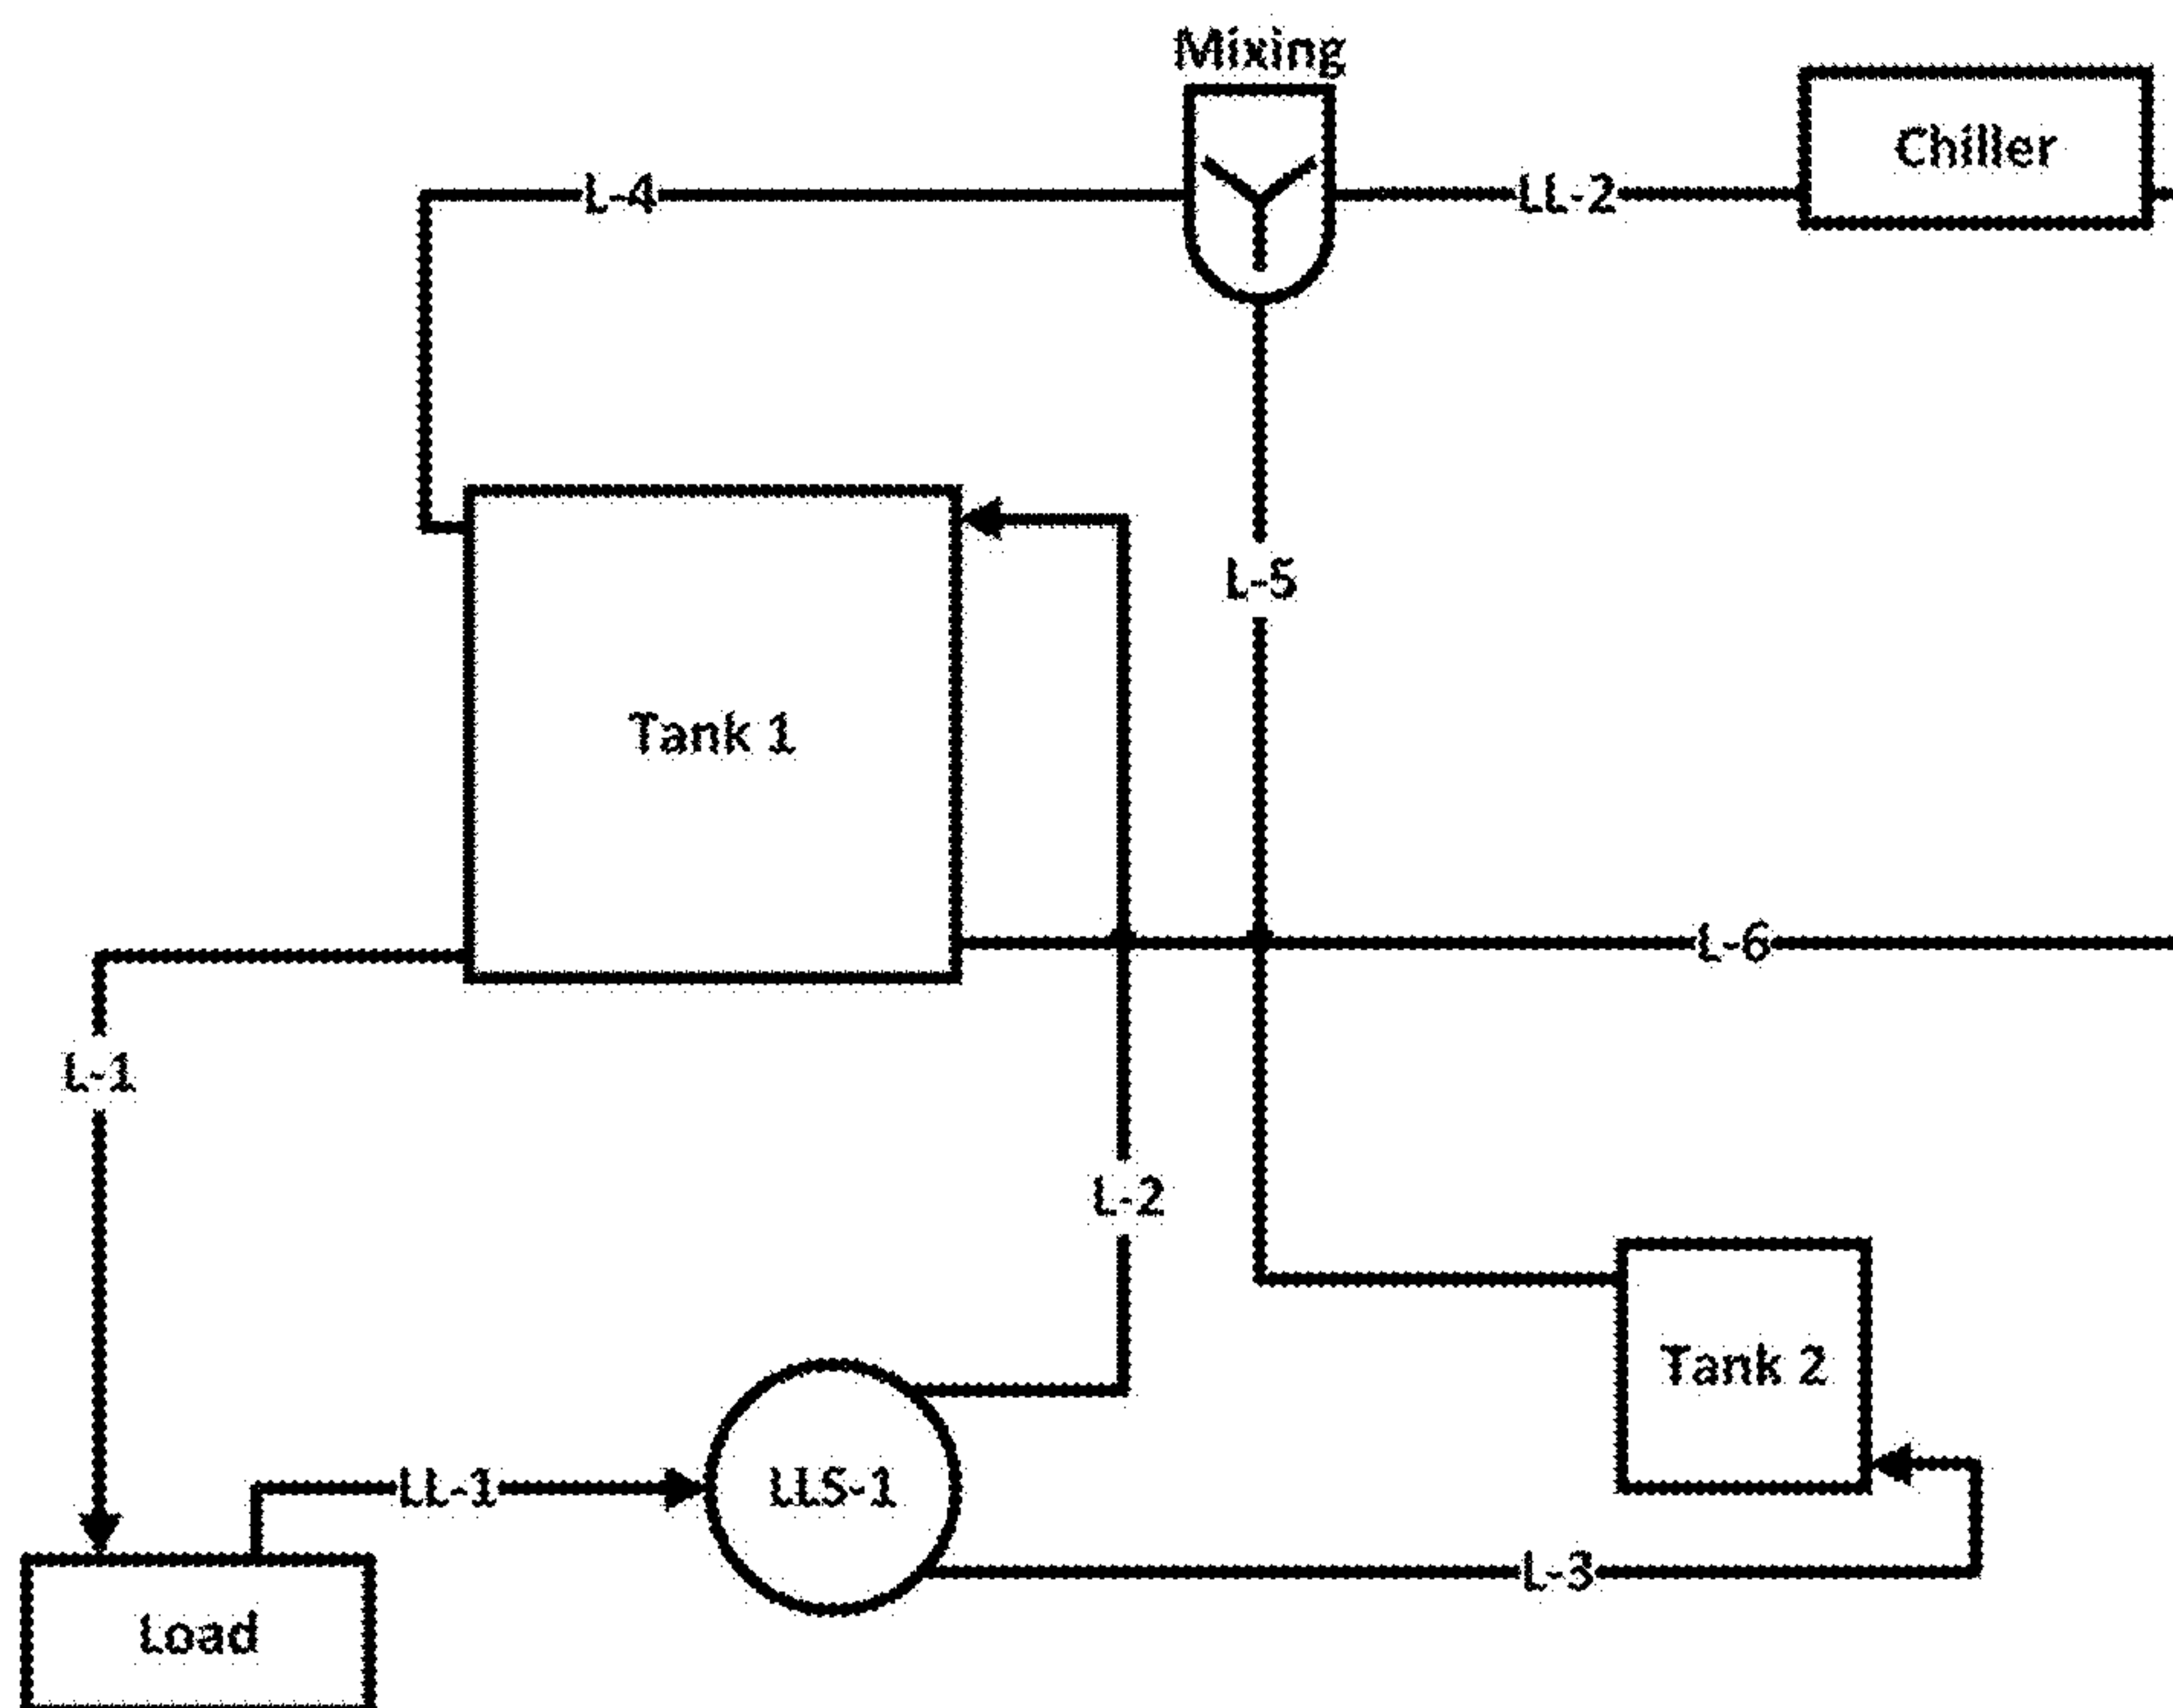 Mixing
Chiller
L-4
LL-2
L-5
Tank 1
L-6
L-1
L-2
Tank 2
LL-1
LLS-1
L-3
Load